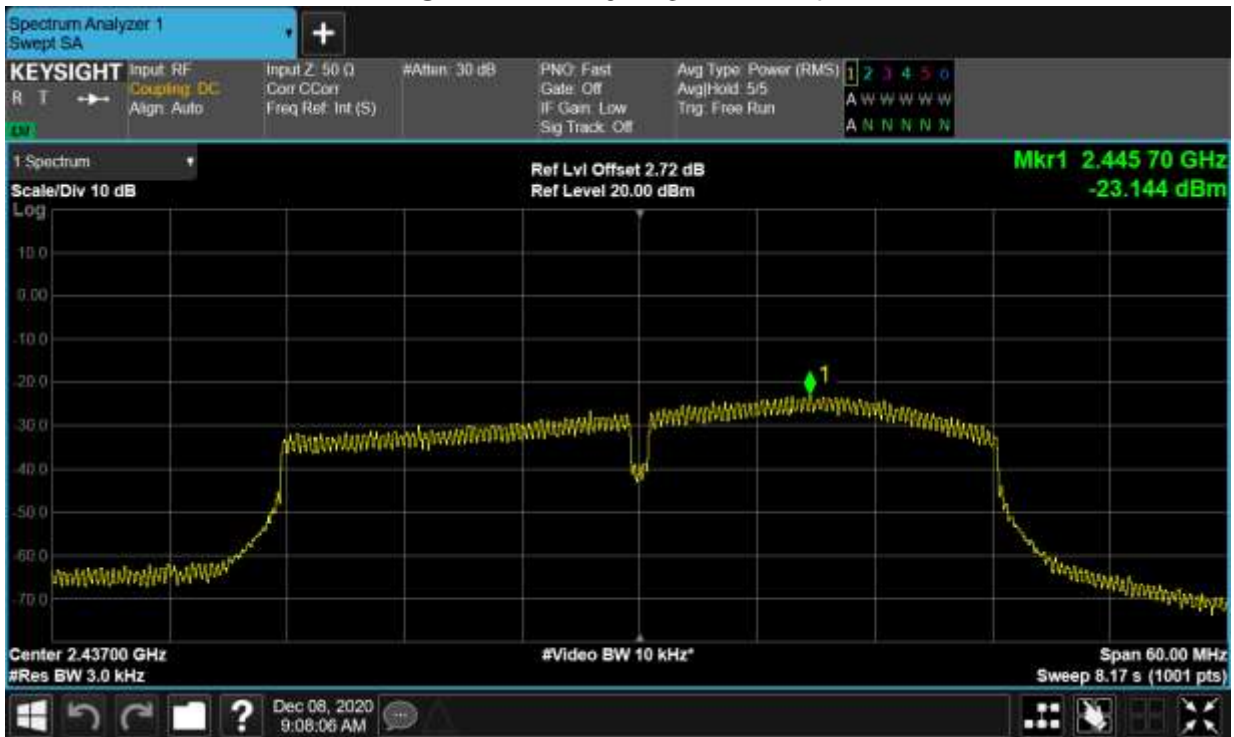 Spectrum Analyzer 1
Swept SA
+
KEYSIGHT
R T
Input: RF
Coupling: DC
Align: Auto
Input Z: 50 Ω
Corr CCorr
Freq Ref: Int (S)
#Atten: 30 dB
PNO: Fast
Gate: Off
IF Gain: Low
Sig Track: Off
Avg Type: Power (RMS)
Avg|Hold: 5/5
Trig: Free Run
1 2 3 4 5 6
A W W W W W
A N N N N N
1 Spectrum
Scale/Div 10 dB
Ref Lvl Offset 2.72 dB
Ref Level 20.00 dBm
Mkr1 2.445 70 GHz
-23.144 dBm
Log
10.0
0.00
-10.0
-20.0
-30.0
-40.0
-50.0
-60.0
-70.0
1
Center 2.43700 GHz
#Video BW 10 kHz*
Span 60.00 MHz
#Res BW 3.0 kHz
Sweep 8.17 s (1001 pts)
?
Dec 08, 2020
9:08:06 AM